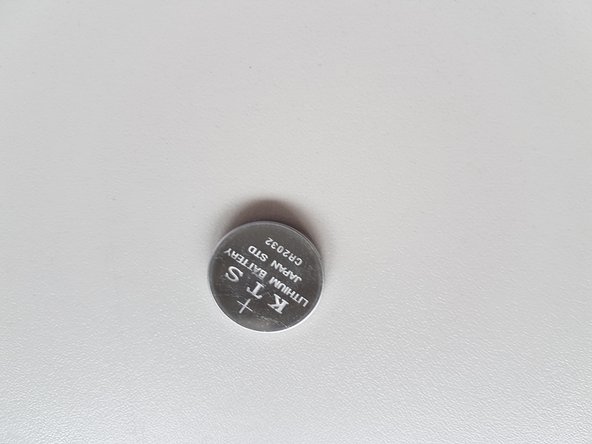 +
KTS
LITHIUM BATTERY
JAPAN STD
CR2032